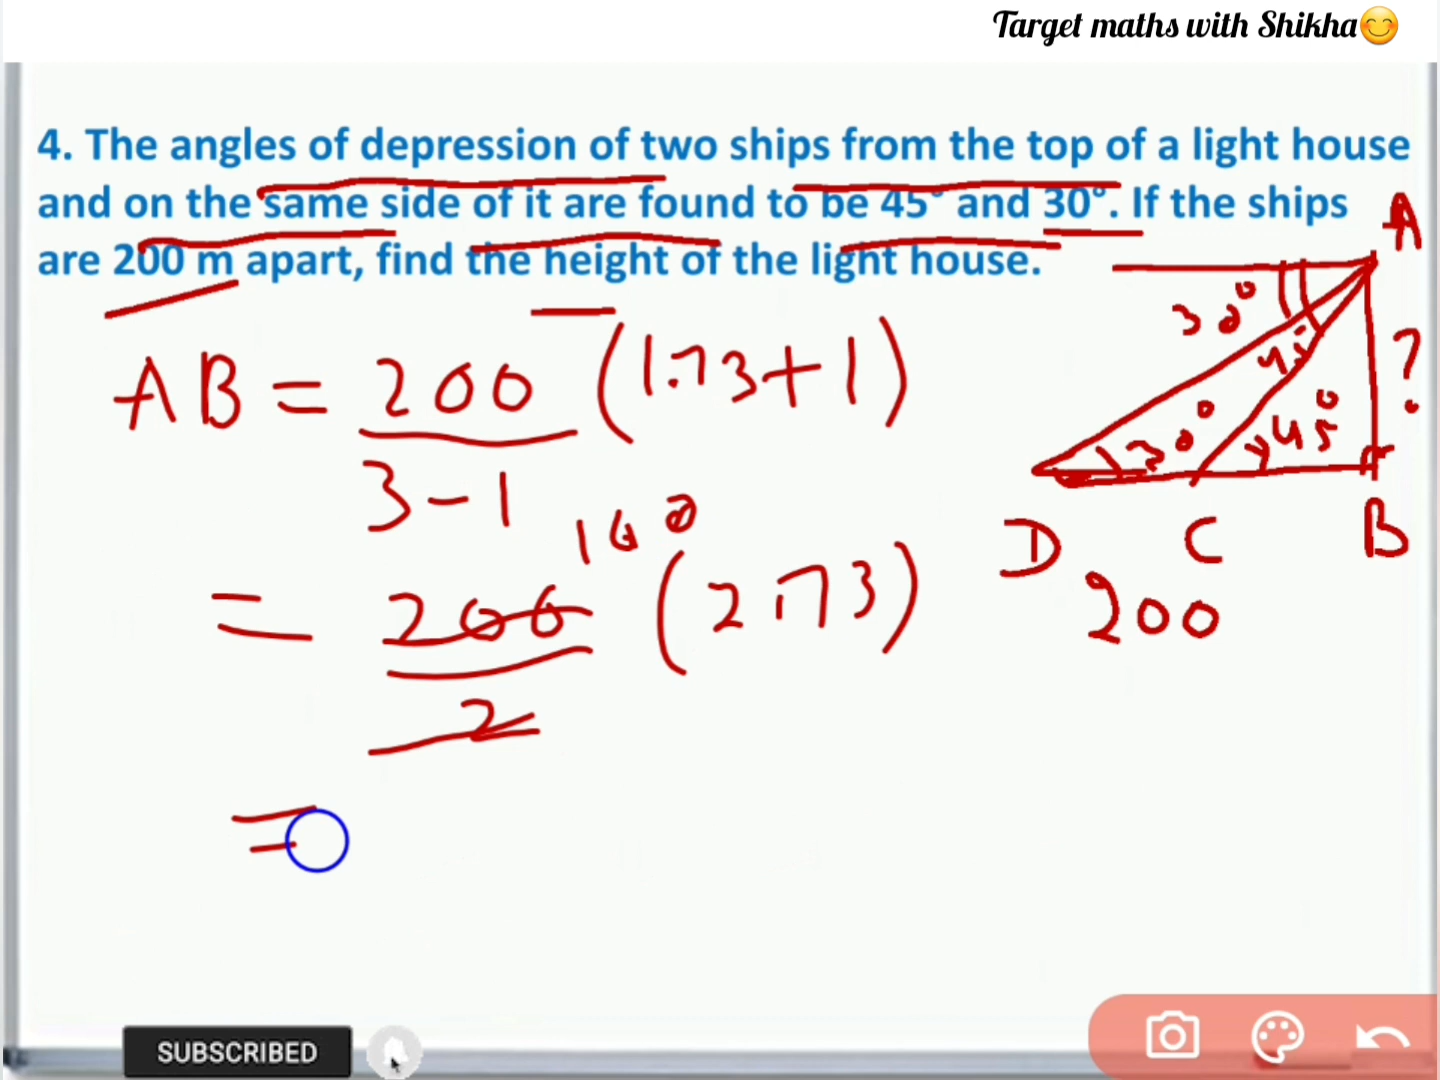 Target maths with Shikha😊
4. The angles of depression of two ships from the top of a light house
and on the same side of it are found to be 45° and 30°. If the ships
are 200 m apart, find the height of the light house.
A
30°
45°
?
30°
45°
D C B
200
AB = 200 (1.73+1)
3-1
100
= 200 (2.73)
2
=
SUBSCRIBED